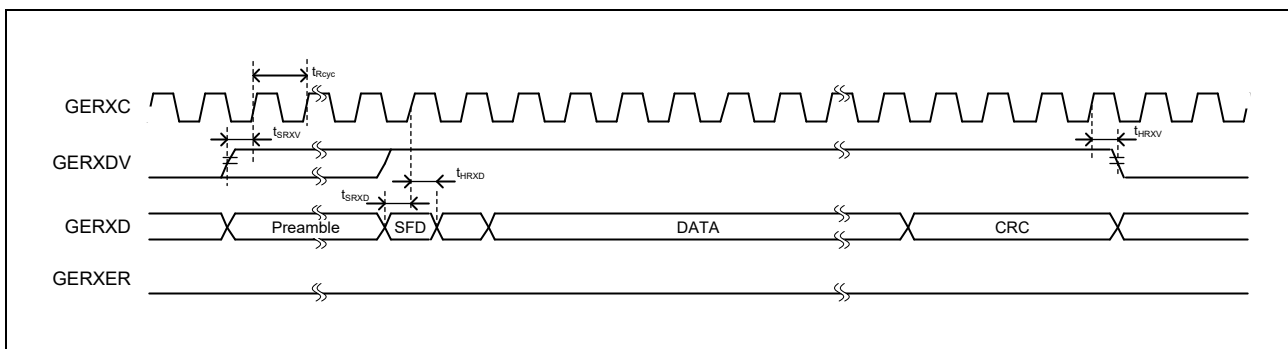 tRcyc
GERXC
tSRXV
tHRXV
GERXDV
tHRXD
tSRXD
GERXD
Preamble
SFD
DATA
CRC
GERXER